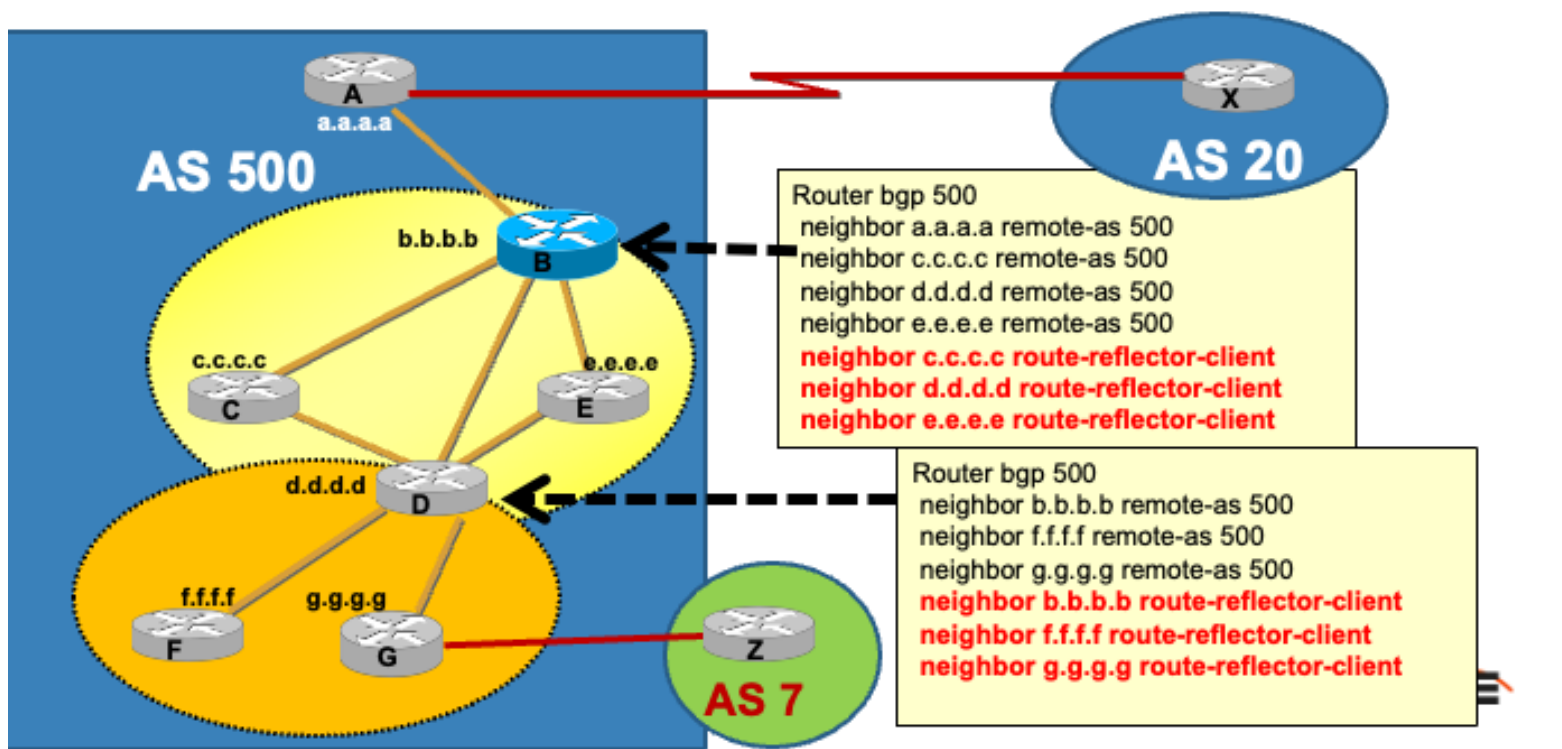 A
a.a.a.a
X
AS 500
AS 20
Router bgp 500
neighbor a.a.a.a remote-as 500
neighbor c.c.c.c remote-as 500
neighbor d.d.d.d remote-as 500
neighbor e.e.e.e remote-as 500
neighbor c.c.c.c route-reflector-client
neighbor d.d.d.d route-reflector-client
neighbor e.e.e.e route-reflector-client
b.b.b.b
B
c.c.c.c
e.e.e.e
C
E
d.d.d.d
D
Router bgp 500
neighbor b.b.b.b remote-as 500
neighbor f.f.f.f remote-as 500
neighbor g.g.g.g remote-as 500
neighbor b.b.b.b route-reflector-client
neighbor f.f.f.f route-reflector-client
neighbor g.g.g.g route-reflector-client
f.f.f.f
g.g.g.g
F
G
Z
AS 7